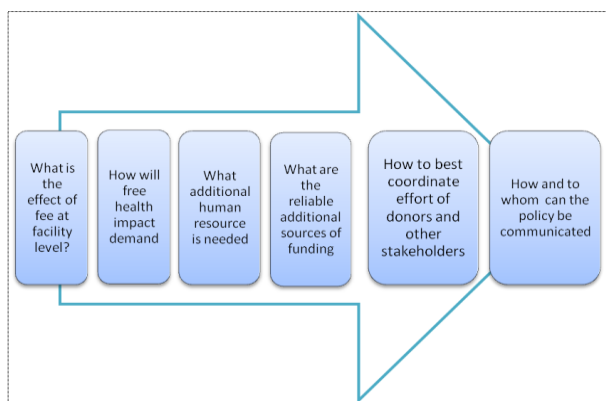 What is
the
effect of
fee at
facility
level?
How will
free
health
impact
demand
What
additional
human
resource
is needed
What are
the
reliable
additional
sources of
funding
How to best
coordinate
effort of
donors and
other
stakeholders
How and to
whom can the
policy be
communicated